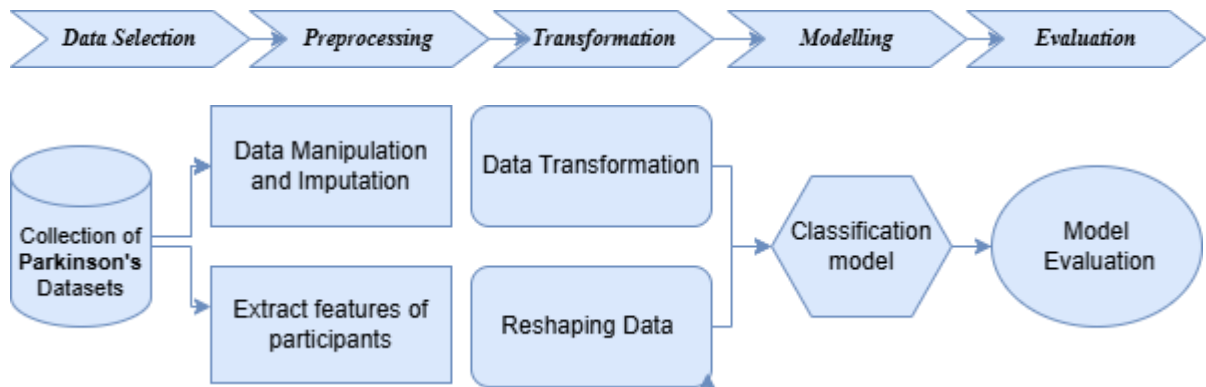 Data Selection
Preprocessing
Transformation
Modelling
Evaluation
Collection of
Parkinson's
Datasets
Data Manipulation
and Imputation
Extract features of
participants
Data Transformation
Reshaping Data
Classification
model
Model
Evaluation